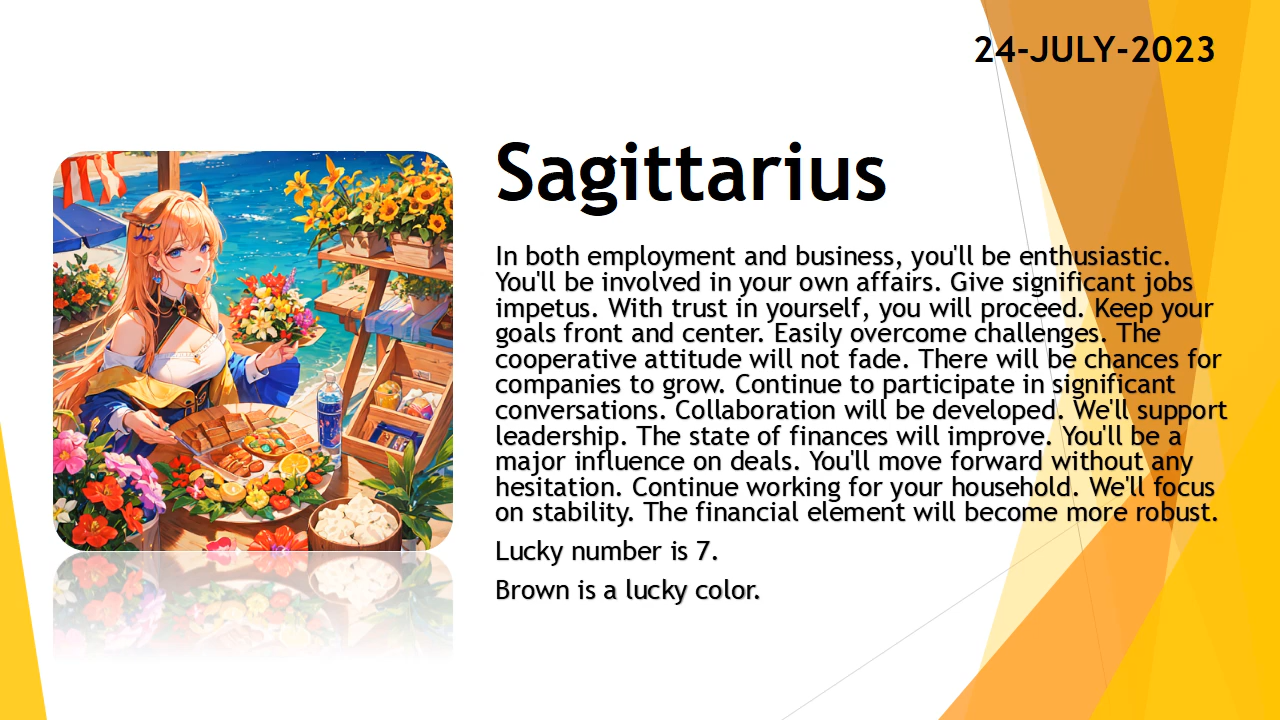 24-JULY-2023
Sagittarius
In both employment and business, you'll be enthusiastic.
You'll be involved in your own affairs. Give significant jobs
impetus. With trust in yourself, you will proceed. Keep your
goals front and center. Easily overcome challenges. The
cooperative attitude will not fade. There will be chances for
companies to grow. Continue to participate in significant
conversations. Collaboration will be developed. We'll support
leadership. The state of finances will improve. You'll be a
major influence on deals. You'll move forward without any
hesitation. Continue working for your household. We'll focus
on stability. The financial element will become more robust.
Lucky number is 7.
Brown is a lucky color.